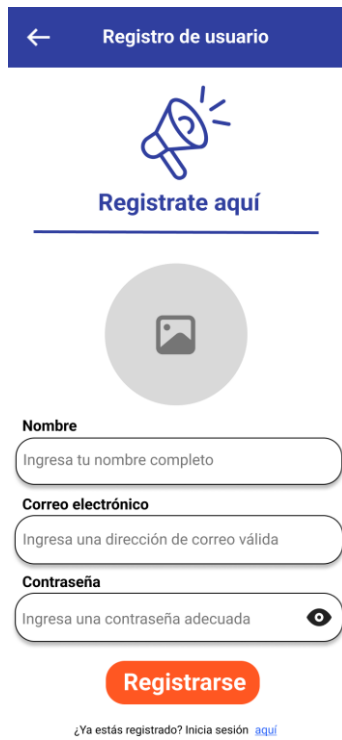 Registro de usuario
Registrate aquí
Nombre
Ingresa tu nombre completo
Correo electrónico
Ingresa una dirección de correo válida
Contraseña
Ingresa una contraseña adecuada
Registrarse
¿Ya estás registrado? Inicia sesión aquí